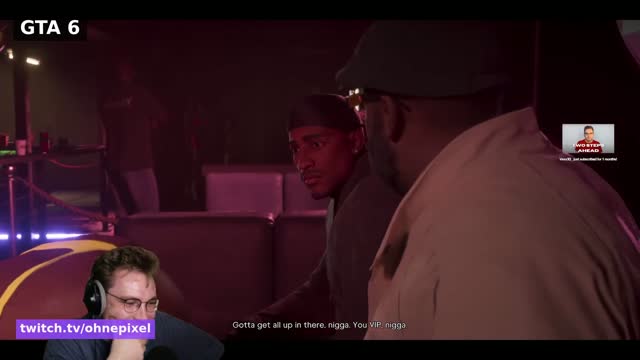 GTA 6
TWO STEPS
AHEAD
Gotta get all up in there, nigga. You VIP, nigga
twitch.tv/ohnepixel